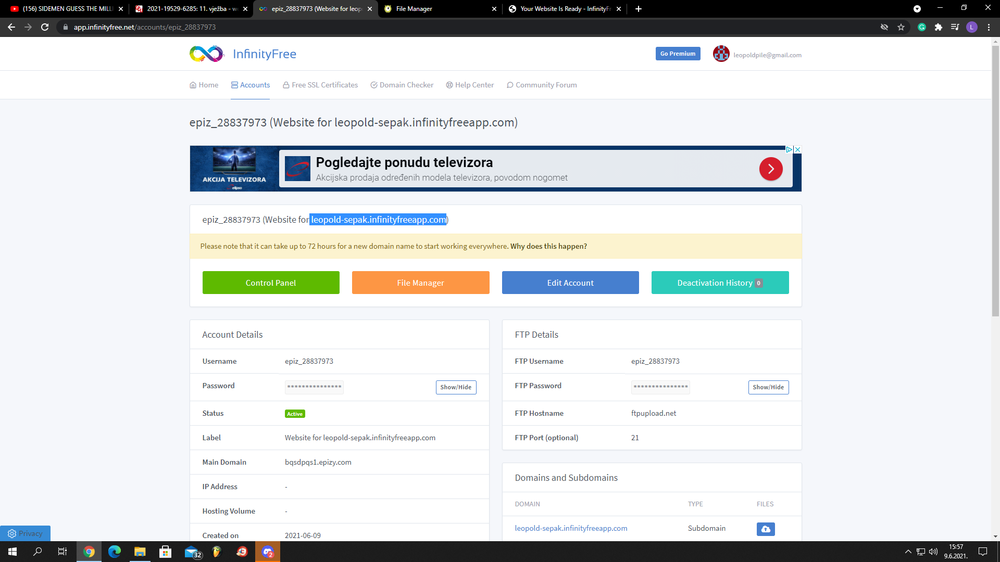 (156) SIDEMEN GUESS THE MILLI
2021-19529-6285: 11. vježba - w
epiz_28837973 (Website for leop
File Manager
Your Website Is Ready - InfinityFr
app.infinityfree.net/accounts/epiz_28837973
L
InfinityFree
Go Premium
leopoldpile@gmail.com
Home
Accounts
Free SSL Certificates
Domain Checker
Help Center
Community Forum
epiz_28837973 (Website for leopold-sepak.infinityfreeapp.com)
AKCIJA TELEVIZORA
elipso
Pogledajte ponudu televizora
Akcijska prodaja određenih modela televizora, povodom nogomet
epiz_28837973 (Website for leopold-sepak.infinityfreeapp.com)
Please note that it can take up to 72 hours for a new domain name to start working everywhere. Why does this happen?
Control Panel
File Manager
Edit Account
Deactivation History 0
Account Details
Username epiz_28837973
Password *************** Show/Hide
Status Active
Label Website for leopold-sepak.infinityfreeapp.com
Main Domain bqsdpqs1.epizy.com
IP Address -
Hosting Volume -
Created on 2021-06-09
FTP Details
FTP Username epiz_28837973
FTP Password *************** Show/Hide
FTP Hostname ftpupload.net
FTP Port (optional) 21
Domains and Subdomains
DOMAIN TYPE FILES
leopold-sepak.infinityfreeapp.com Subdomain
Privacy
32
2
15:57
9.6.2021.